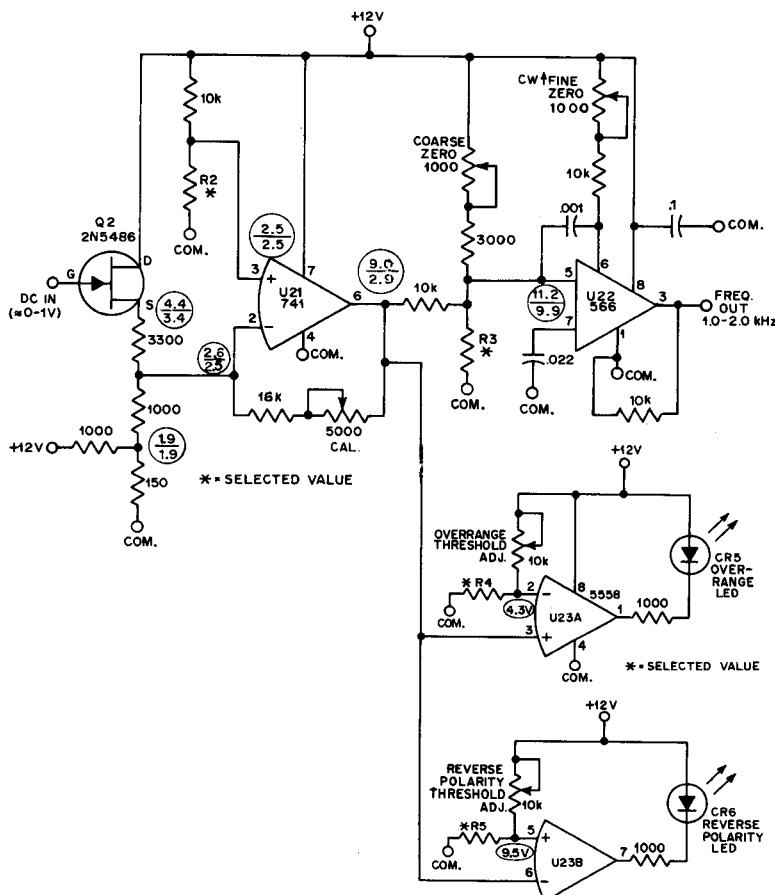 +12V
10k
R2
*
COM.
Q2
2N5486
D
G
S
DC IN
(≈0-1V)
4.4
3.4
3300
2.6
2.5
1000
+12V
1000
1.9
1.9
150
COM.
2.5
2.5
3
+
7
U21
741
6
2
−
4
COM.
16k
5000
CAL.
9.0
2.9
10k
* = SELECTED VALUE
COARSE
ZERO
1000
3000
R3
*
COM.
CW FINE
ZERO
1000
10k
.001
.1
COM.
11.2
9.9
5
6
8
U22
566
3
7
1
.022
COM.
COM.
10k
FREQ.
OUT
1.0-2.0 kHz
+12V
OVERRANGE
THRESHOLD
ADJ.
10k
*R4
COM.
4.3V
2
−
8
5558
U23A
1
3
+
4
COM.
1000
CR5
OVER-
RANGE
LED
* = SELECTED VALUE
+12V
REVERSE
POLARITY
THRESHOLD
ADJ.
10k
*R5
COM.
9.5V
5
+
U23B
7
6
−
1000
CR6
REVERSE
POLARITY
LED